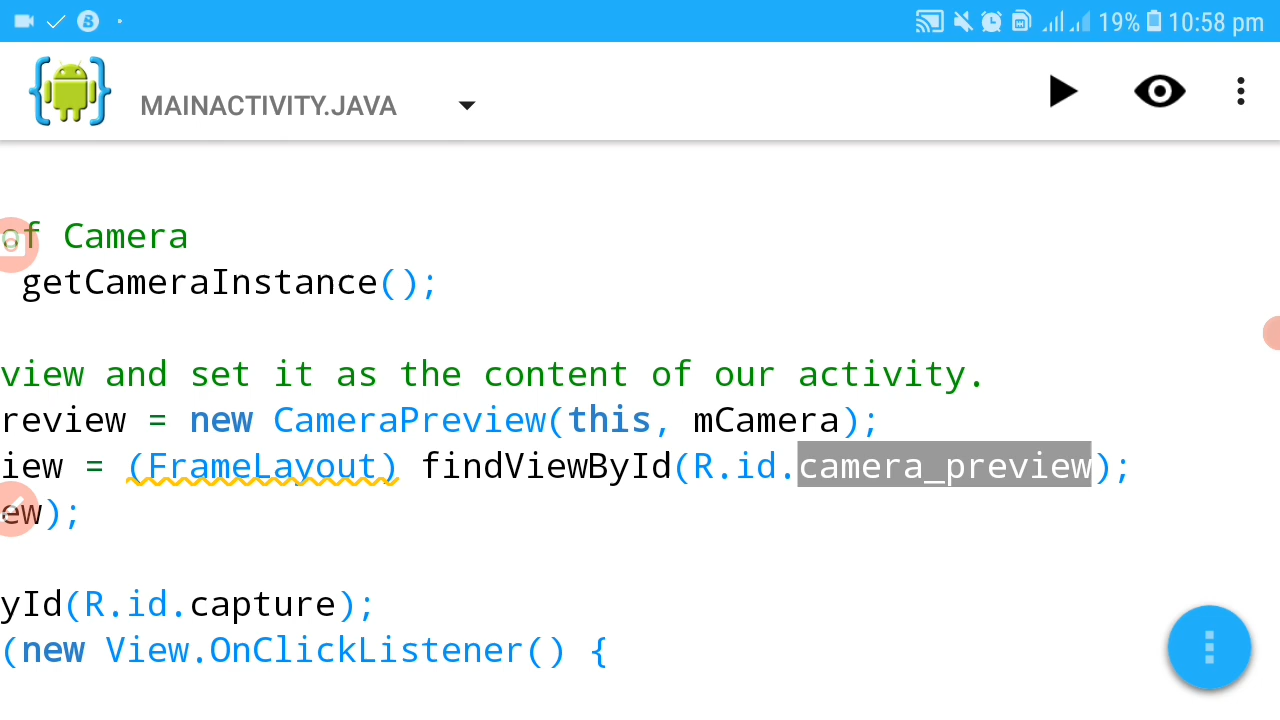 19% 10:58 pm
MAINACTIVITY.JAVA
of Camera
getCameraInstance();
view and set it as the content of our activity.
review = new CameraPreview(this, mCamera);
iew = (FrameLayout) findViewById(R.id.camera_preview);
ew);
yId(R.id.capture);
(new View.OnClickListener() {